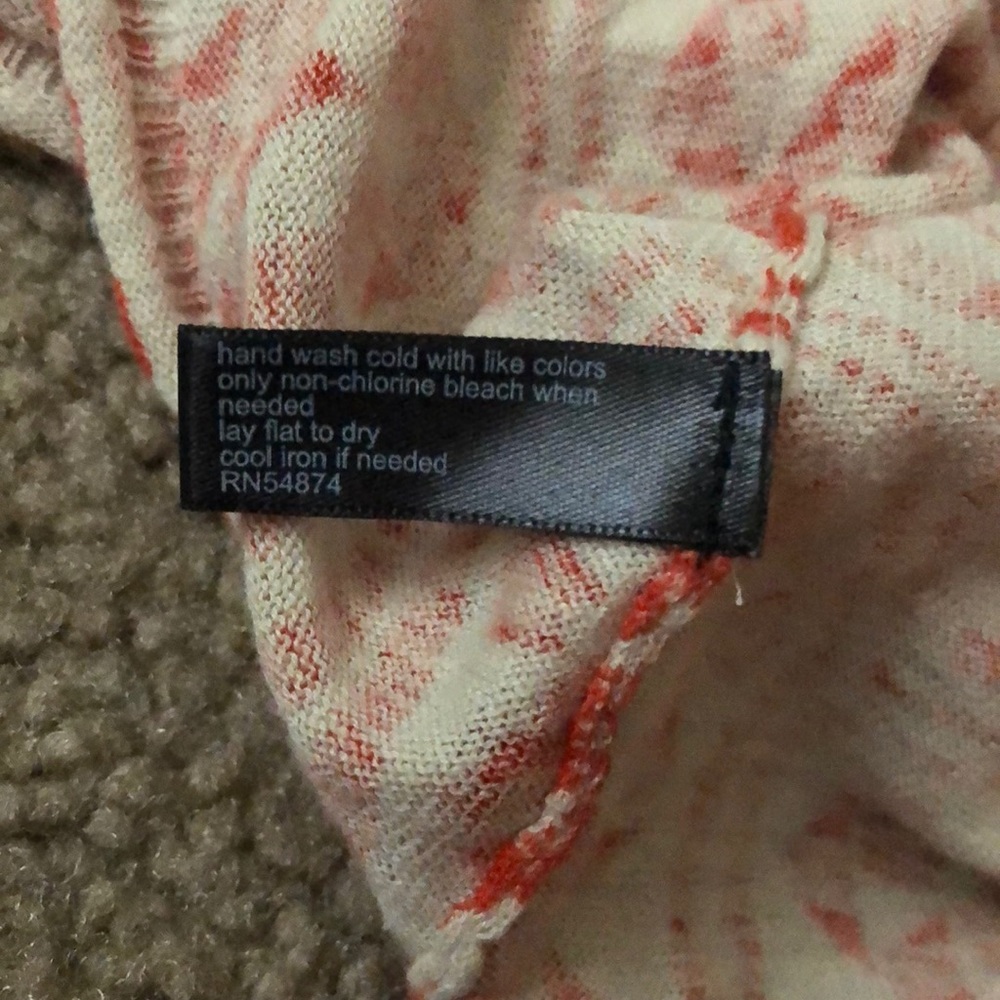 hand wash cold with like colors
only non-chlorine bleach when
needed
lay flat to dry
cool iron if needed
RN54874